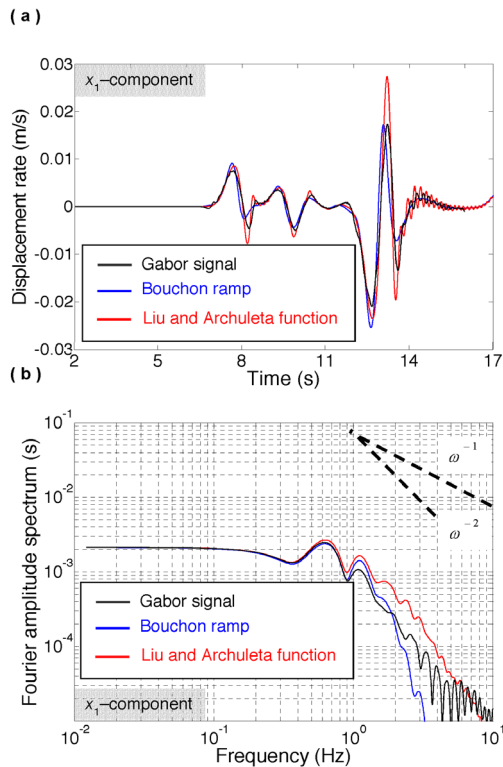 ( a )
x₁–component
0.03
0.02
0.01
0
-0.01
-0.02
-0.03
Displacement rate (m/s)
Gabor signal
Bouchon ramp
Liu and Archuleta function
2
5
8
11
14
17
Time (s)
( b )
10⁻¹
10⁻²
10⁻³
10⁻⁴
Fourier amplitude spectrum (s)
ω⁻¹
ω⁻²
Gabor signal
Bouchon ramp
Liu and Archuleta function
x₁–component
10⁻²
10⁻¹
10⁰
10¹
Frequency (Hz)